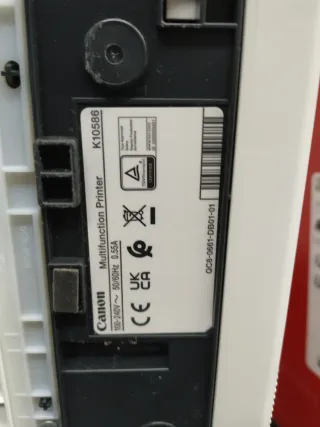 Canon
Multifunction Printer
K10586
100-240V～ 50/60Hz 0.55A
UK
CA
CE
QC8-0661-DB01-01